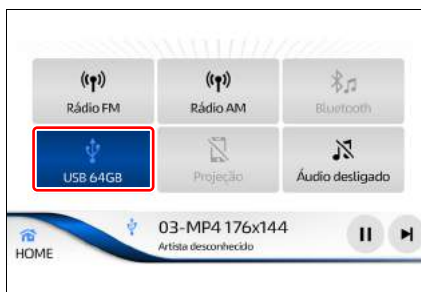 Rádio FM
Rádio AM
Bluetooth
USB 64GB
Projeção
Áudio desligado
03-MP4 176x144
Artista desconhecido
HOME